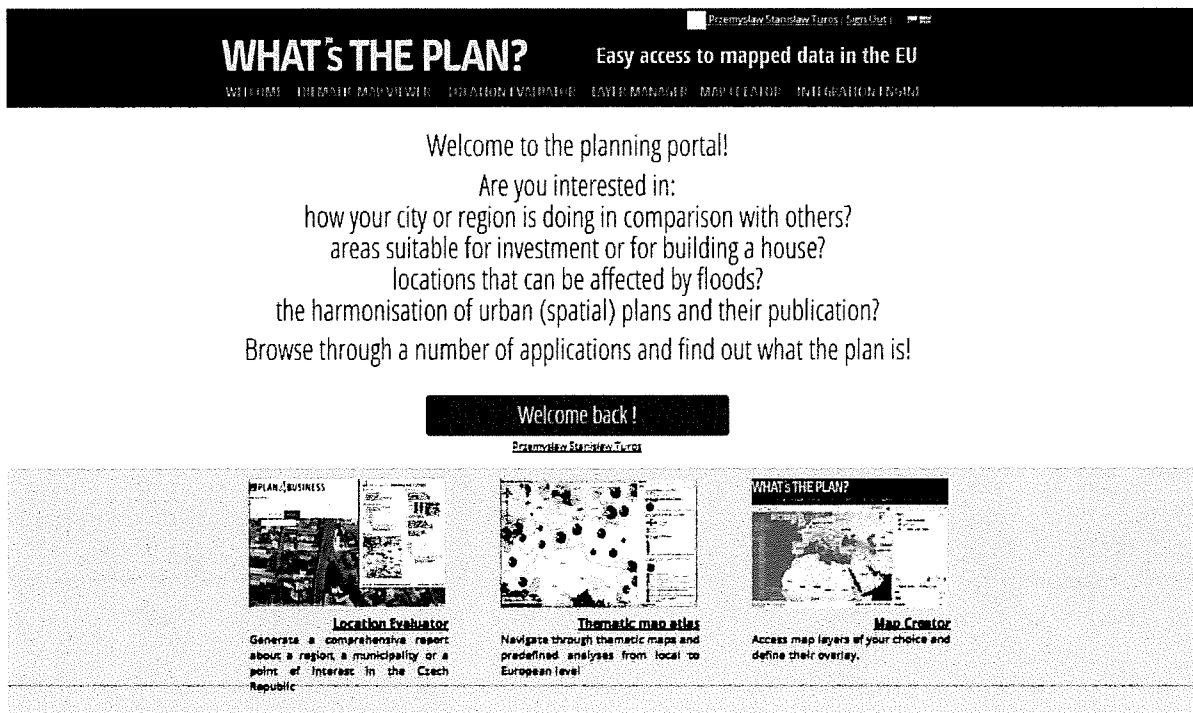 Przemysław Stanisław Turos | Sign Out |
WHAT's THE PLAN?
Easy access to mapped data in the EU
WELCOME THEMATIC MAP VIEWER LOCATION EVALUATOR LAYER MANAGER MAP CREATOR INTEGRATION ENGINE
Welcome to the planning portal!
Are you interested in:
how your city or region is doing in comparison with others?
areas suitable for investment or for building a house?
locations that can be affected by floods?
the harmonisation of urban (spatial) plans and their publication?
Browse through a number of applications and find out what the plan is!
Welcome back !
Przemysław Stanisław Turos
PLAN4BUSINESS
WHAT's THE PLAN?
Location Evaluator
Generate a comprehensive report
about a region, a municipality or a
point of interest in the Czech
Republic
Thematic map atlas
Navigate through thematic maps and
predefined analyses from local to
European level
Map Creator
Access map layers of your choice and
define their overlay.